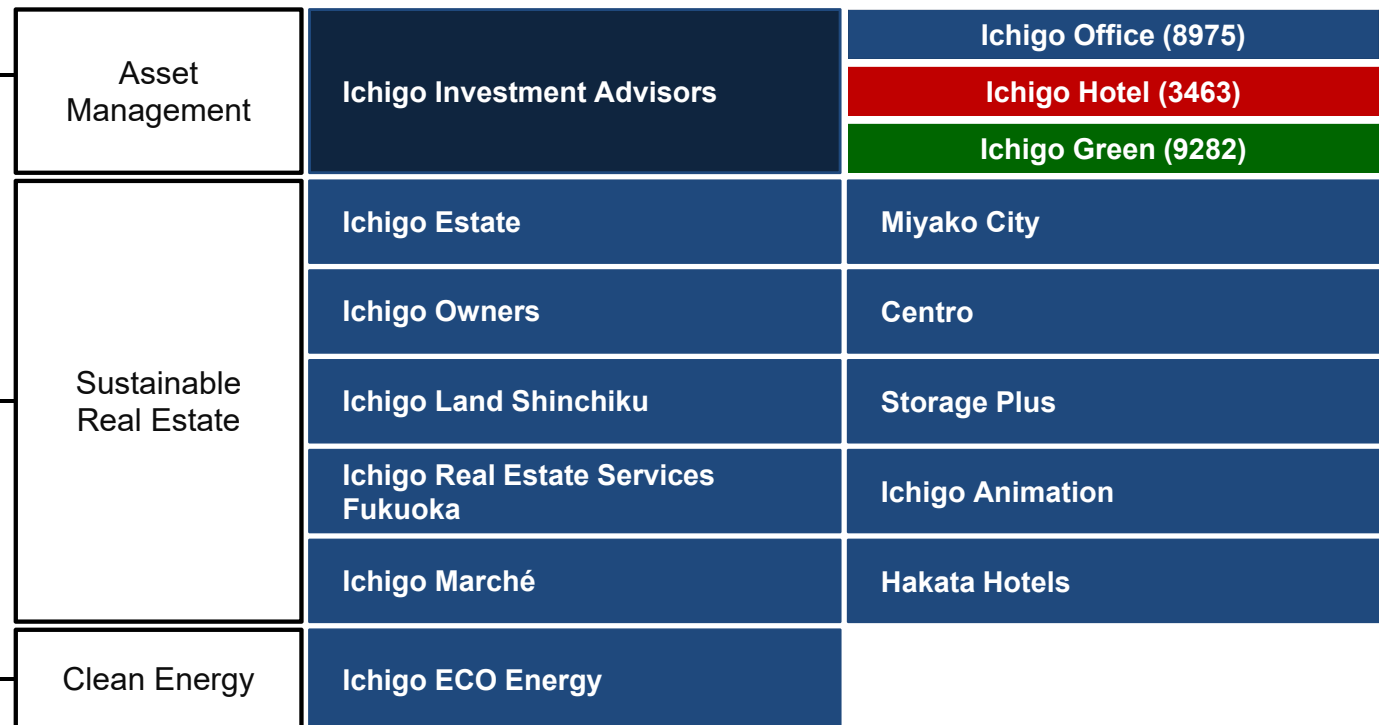 Asset
Management
Ichigo Investment Advisors
Ichigo Office (8975)
Ichigo Hotel (3463)
Ichigo Green (9282)
Sustainable
Real Estate
Ichigo Estate
Miyako City
Ichigo Owners
Centro
Ichigo Land Shinchiku
Storage Plus
Ichigo Real Estate Services
Fukuoka
Ichigo Animation
Ichigo Marché
Hakata Hotels
Clean Energy
Ichigo ECO Energy